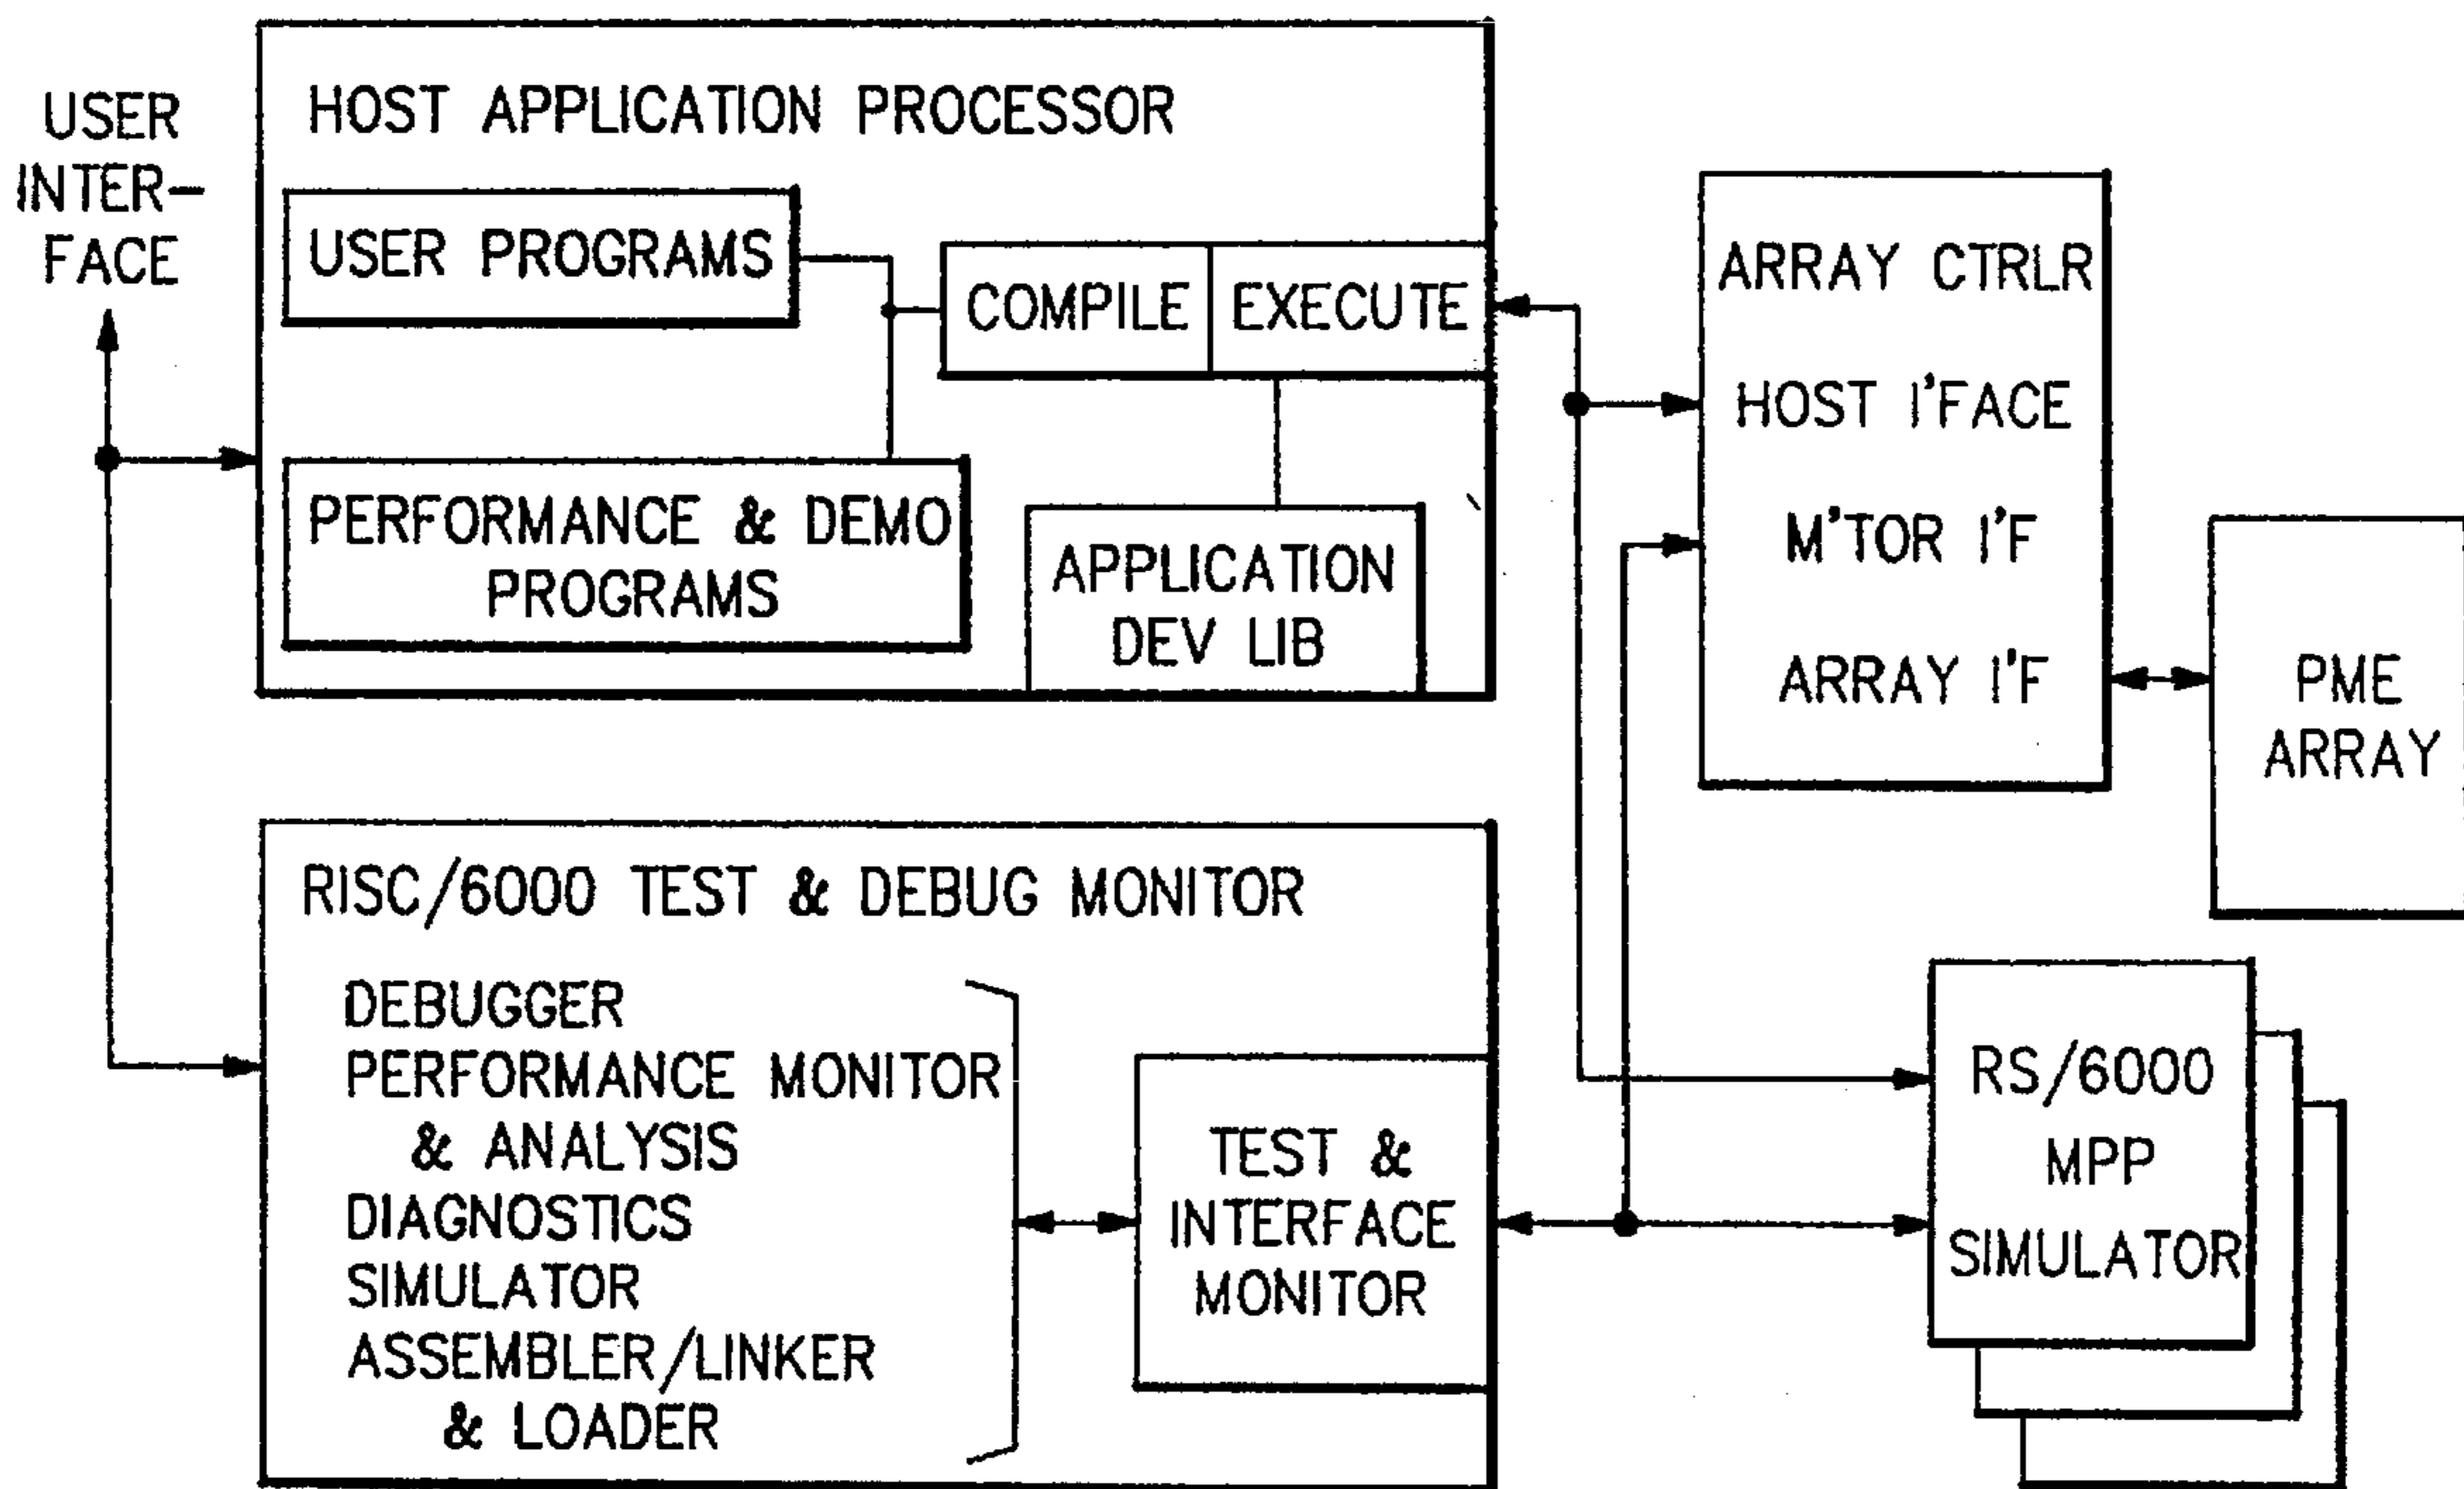 USER
INTER-
FACE
HOST APPLICATION PROCESSOR
USER PROGRAMS
COMPILE
EXECUTE
PERFORMANCE & DEMO
PROGRAMS
APPLICATION
DEV LIB
ARRAY CTRLR
HOST I'FACE
M'TOR I'F
ARRAY I'F
PME
ARRAY
RISC/6000 TEST & DEBUG MONITOR
DEBUGGER
PERFORMANCE MONITOR
& ANALYSIS
DIAGNOSTICS
SIMULATOR
ASSEMBLER/LINKER
& LOADER
TEST &
INTERFACE
MONITOR
RS/6000
MPP
SIMULATOR